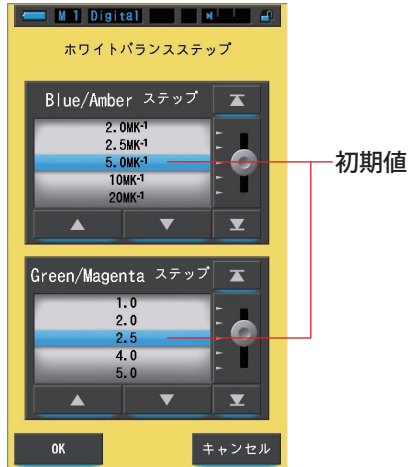 M 1 Digital
ホワイトバランスステップ
Blue/Amber ステップ
2.0MK-1
2.5MK-1
5.0MK-1
10MK-1
20MK-1
初期値
Green/Magenta ステップ
1.0
2.0
2.5
4.0
5.0
OK
キャンセル